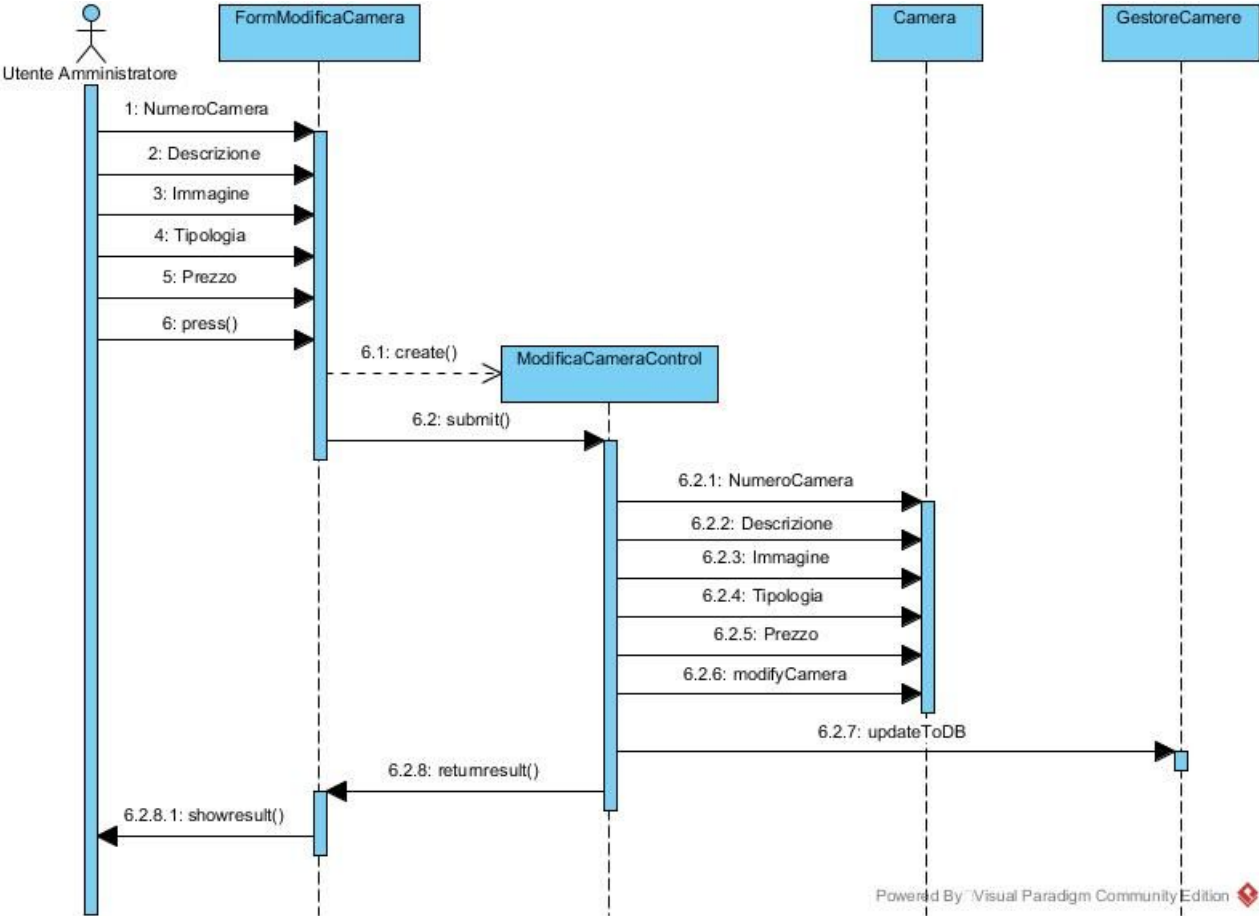 FormModificaCamera
Camera
GestoreCamere
Utente Amministratore
1: NumeroCamera
2: Descrizione
3: Immagine
4: Tipologia
5: Prezzo
6: press()
6.1: create()
ModificaCameraControl
6.2: submit()
6.2.1: NumeroCamera
6.2.2: Descrizione
6.2.3: Immagine
6.2.4: Tipologia
6.2.5: Prezzo
6.2.6: modifyCamera
6.2.7: updateToDB
6.2.8: returnresult()
6.2.8.1: showresult()
Powered By Visual Paradigm Community Edition